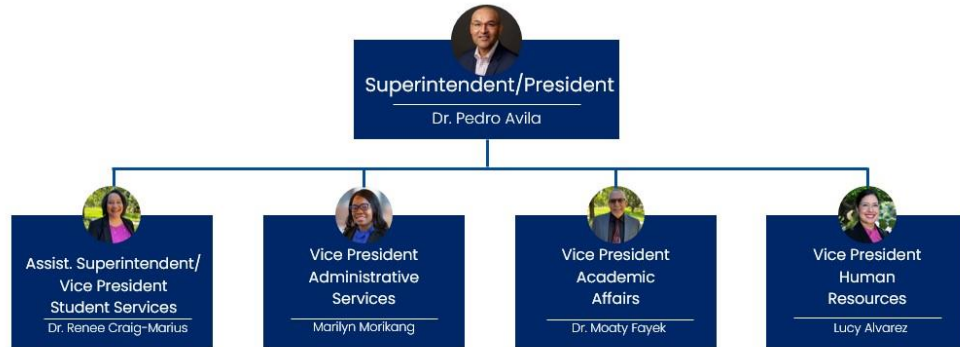 Superintendent/President
Dr. Pedro Avila
Assist. Superintendent/
Vice President
Student Services
Dr. Renee Craig-Marius
Vice President
Administrative
Services
Marilyn Morikang
Vice President
Academic
Affairs
Dr. Moaty Fayek
Vice President
Human
Resources
Lucy Alvarez